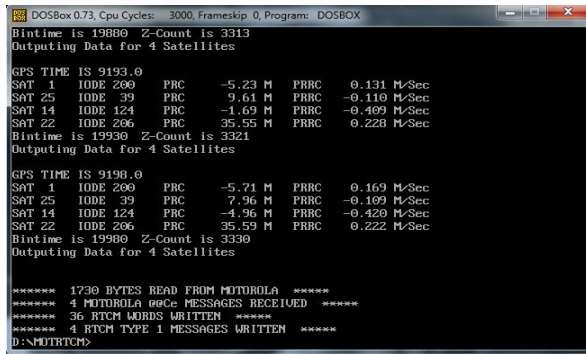 DOSBox 0.73, Cpu Cycles: 3000, Frameskip 0, Program: DOSBOX
Bintime is 19880 Z-Count is 3313
Outputing Data for 4 Satellites
GPS TIME IS 9193.0
SAT 1 IODE 200 PRC -5.23 M PRRC 0.131 M/Sec
SAT 25 IODE 39 PRC 9.61 M PRRC -0.110 M/Sec
SAT 14 IODE 124 PRC -1.69 M PRRC -0.409 M/Sec
SAT 22 IODE 206 PRC 35.55 M PRRC 0.228 M/Sec
Bintime is 19930 Z-Count is 3321
Outputing Data for 4 Satellites
GPS TIME IS 9198.0
SAT 1 IODE 200 PRC -5.71 M PRRC 0.169 M/Sec
SAT 25 IODE 39 PRC 7.96 M PRRC -0.109 M/Sec
SAT 14 IODE 124 PRC -4.96 M PRRC -0.420 M/Sec
SAT 22 IODE 206 PRC 35.59 M PRRC 0.222 M/Sec
Bintime is 19980 Z-Count is 3330
Outputing Data for 4 Satellites
****** 1730 BYTES READ FROM MOTOROLA *****
****** 4 MOTOROLA @@Ce MESSAGES RECEIVED *****
****** 36 RTCM WORDS WRITTEN *****
****** 4 RTCM TYPE 1 MESSAGES WRITTEN *****
D:\MOTRTCM>